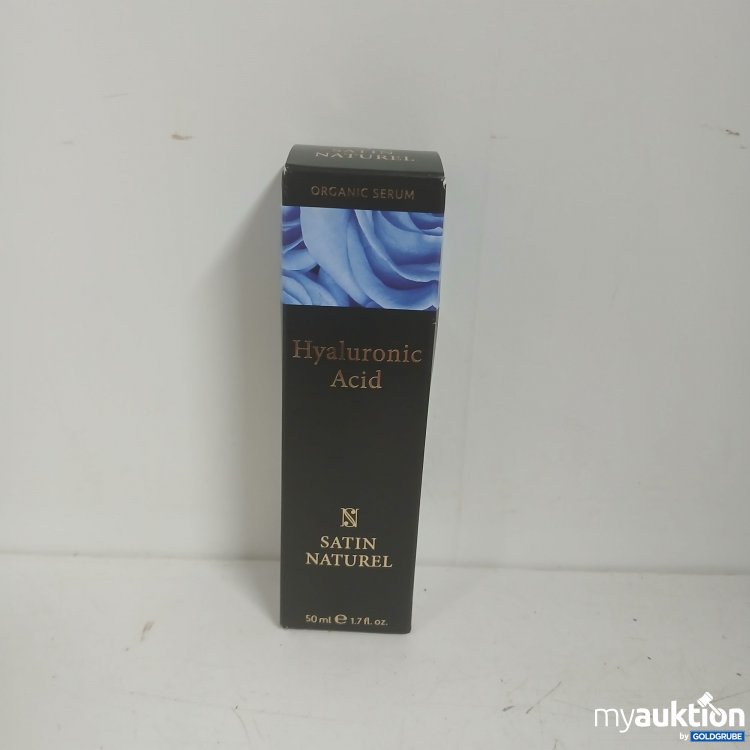 SATIN
NATUREL
ORGANIC SERUM
Hyaluronic
Acid
SATIN
NATUREL
50 ml e 1.7 fl. oz.
myauktion
by GOLDGRUBE